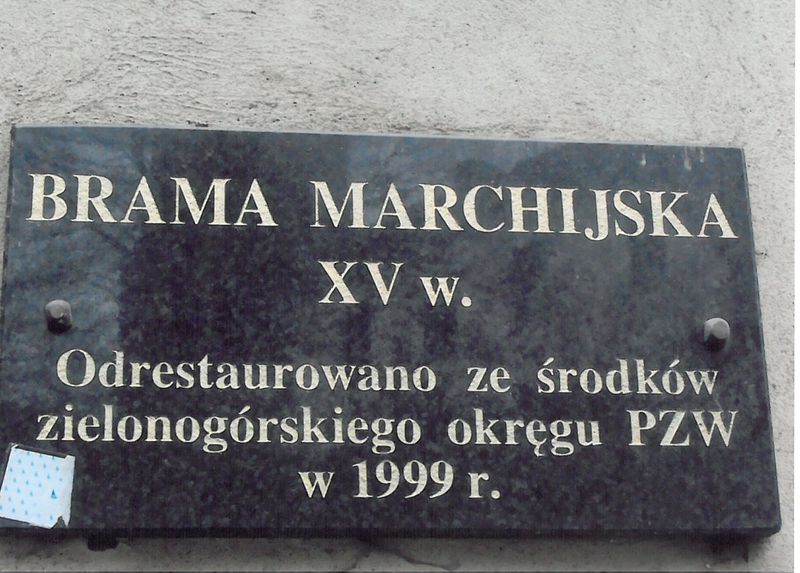 BRAMA MARCHIJSKA
XV w.
Odrestaurowano ze środków
zielonogórskiego okręgu PZW
w 1999 r.